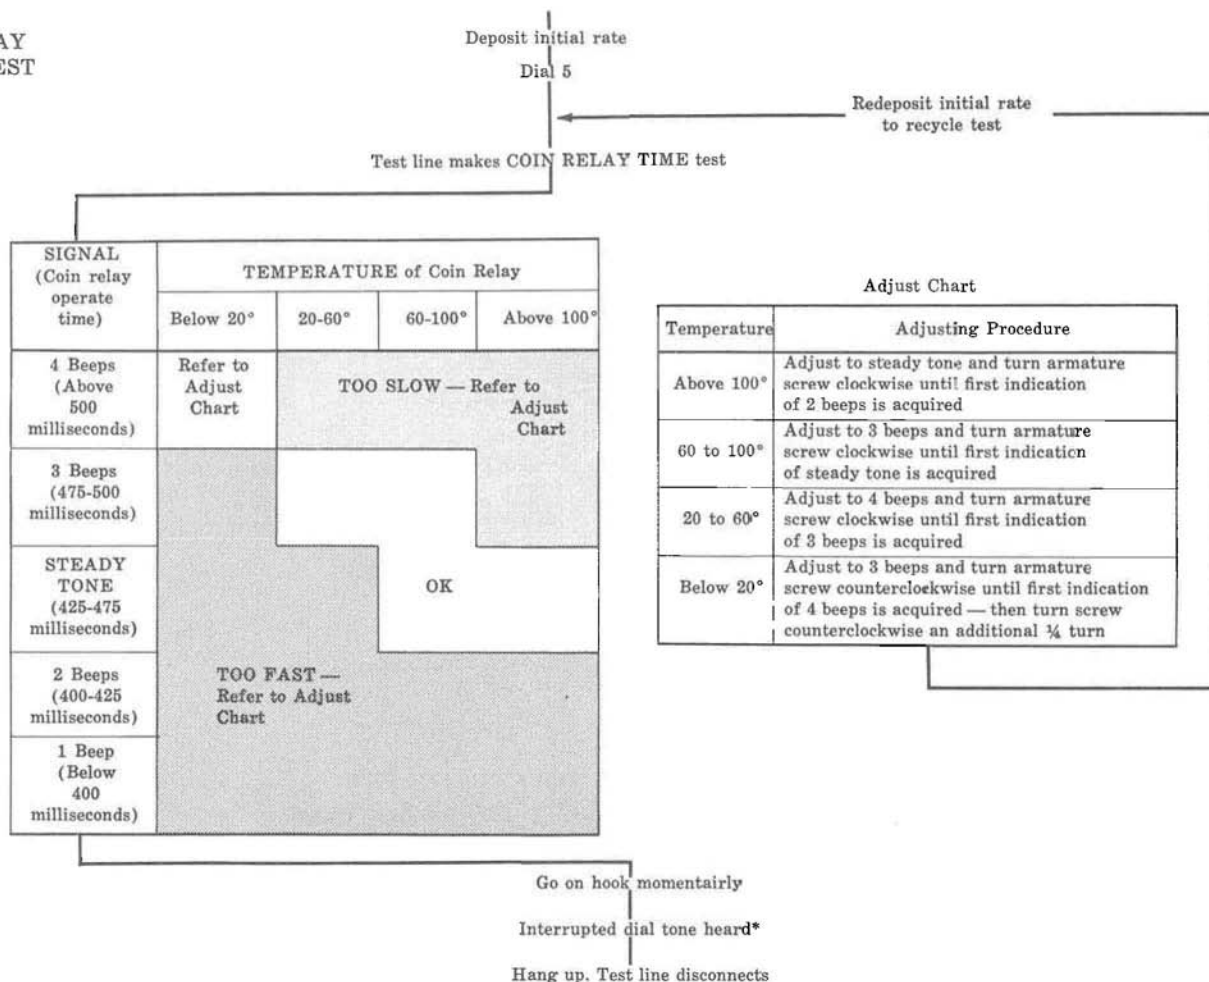 AY
EST
Deposit initial rate
Dial 5
Redeposit initial rate
to recycle test
Test line makes COIN RELAY TIME test
SIGNAL
(Coin relay
operate
time)
TEMPERATURE of Coin Relay
Below 20°
20-60°
60-100°
Above 100°
4 Beeps
(Above
500
milliseconds)
Refer to
Adjust
Chart
TOO SLOW — Refer to
Adjust
Chart
3 Beeps
(475-500
milliseconds)
STEADY
TONE
(425-475
milliseconds)
OK
2 Beeps
(400-425
milliseconds)
TOO FAST —
Refer to Adjust
Chart
1 Beep
(Below
400
milliseconds)
Adjust Chart
Temperature
Adjusting Procedure
Above 100°
Adjust to steady tone and turn armature
screw clockwise until first indication
of 2 beeps is acquired
60 to 100°
Adjust to 3 beeps and turn armature
screw clockwise until first indication
of steady tone is acquired
20 to 60°
Adjust to 4 beeps and turn armature
screw clockwise until first indication
of 3 beeps is acquired
Below 20°
Adjust to 3 beeps and turn armature
screw counterclockwise until first indication
of 4 beeps is acquired — then turn screw
counterclockwise an additional ¼ turn
Go on hook momentairly
Interrupted dial tone heard*
Hang up. Test line disconnects